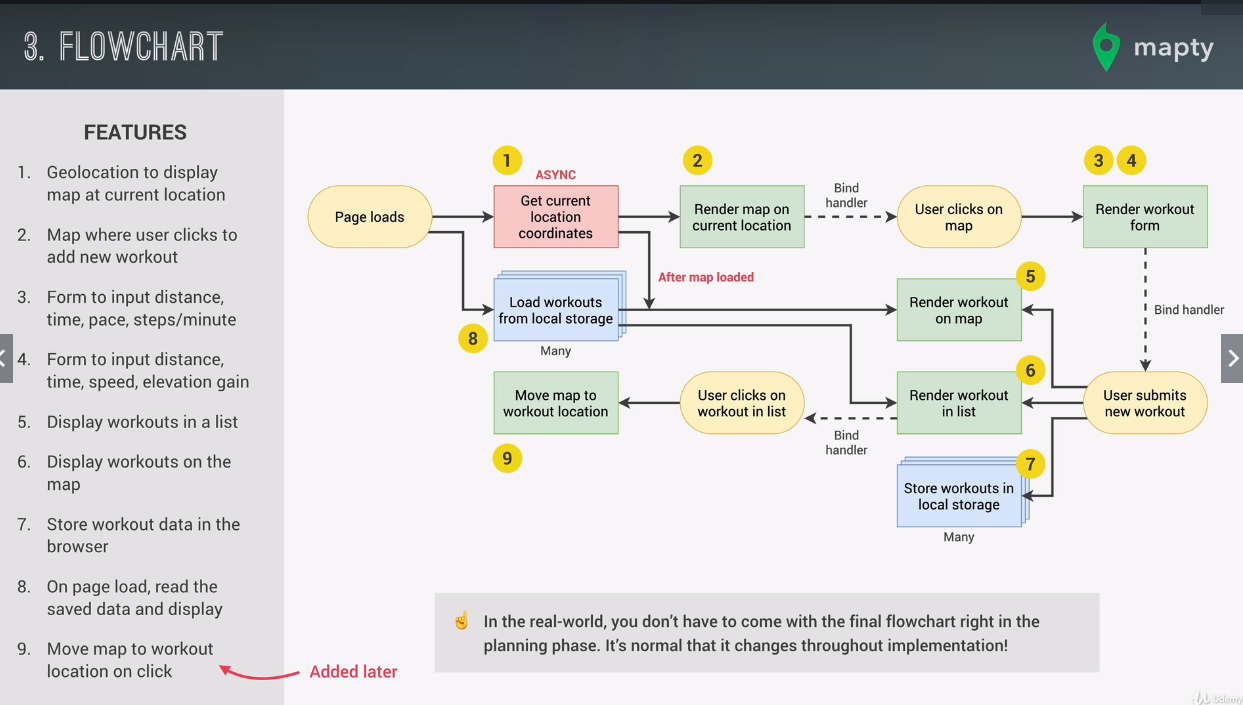 3. FLOWCHART
mapty
FEATURES
1. Geolocation to display
map at current location
2. Map where user clicks to
add new workout
3. Form to input distance,
time, pace, steps/minute
4. Form to input distance,
time, speed, elevation gain
5. Display workouts in a list
6. Display workouts on the
map
7. Store workout data in the
browser
8. On page load, read the
saved data and display
9. Move map to workout
location on click
Added later
Page loads
1
ASYNC
Get current
location
coordinates
2
Render map on
current location
Bind
handler
User clicks on
map
3 4
Render workout
form
After map loaded
Load workouts
from local storage
8
Many
5
Render workout
on map
Bind handler
Move map to
workout location
9
User clicks on
workout in list
Bind
handler
6
Render workout
in list
User submits
new workout
7
Store workouts in
local storage
Many
☝ In the real-world, you don’t have to come with the final flowchart right in the
planning phase. It’s normal that it changes throughout implementation!
Udemy